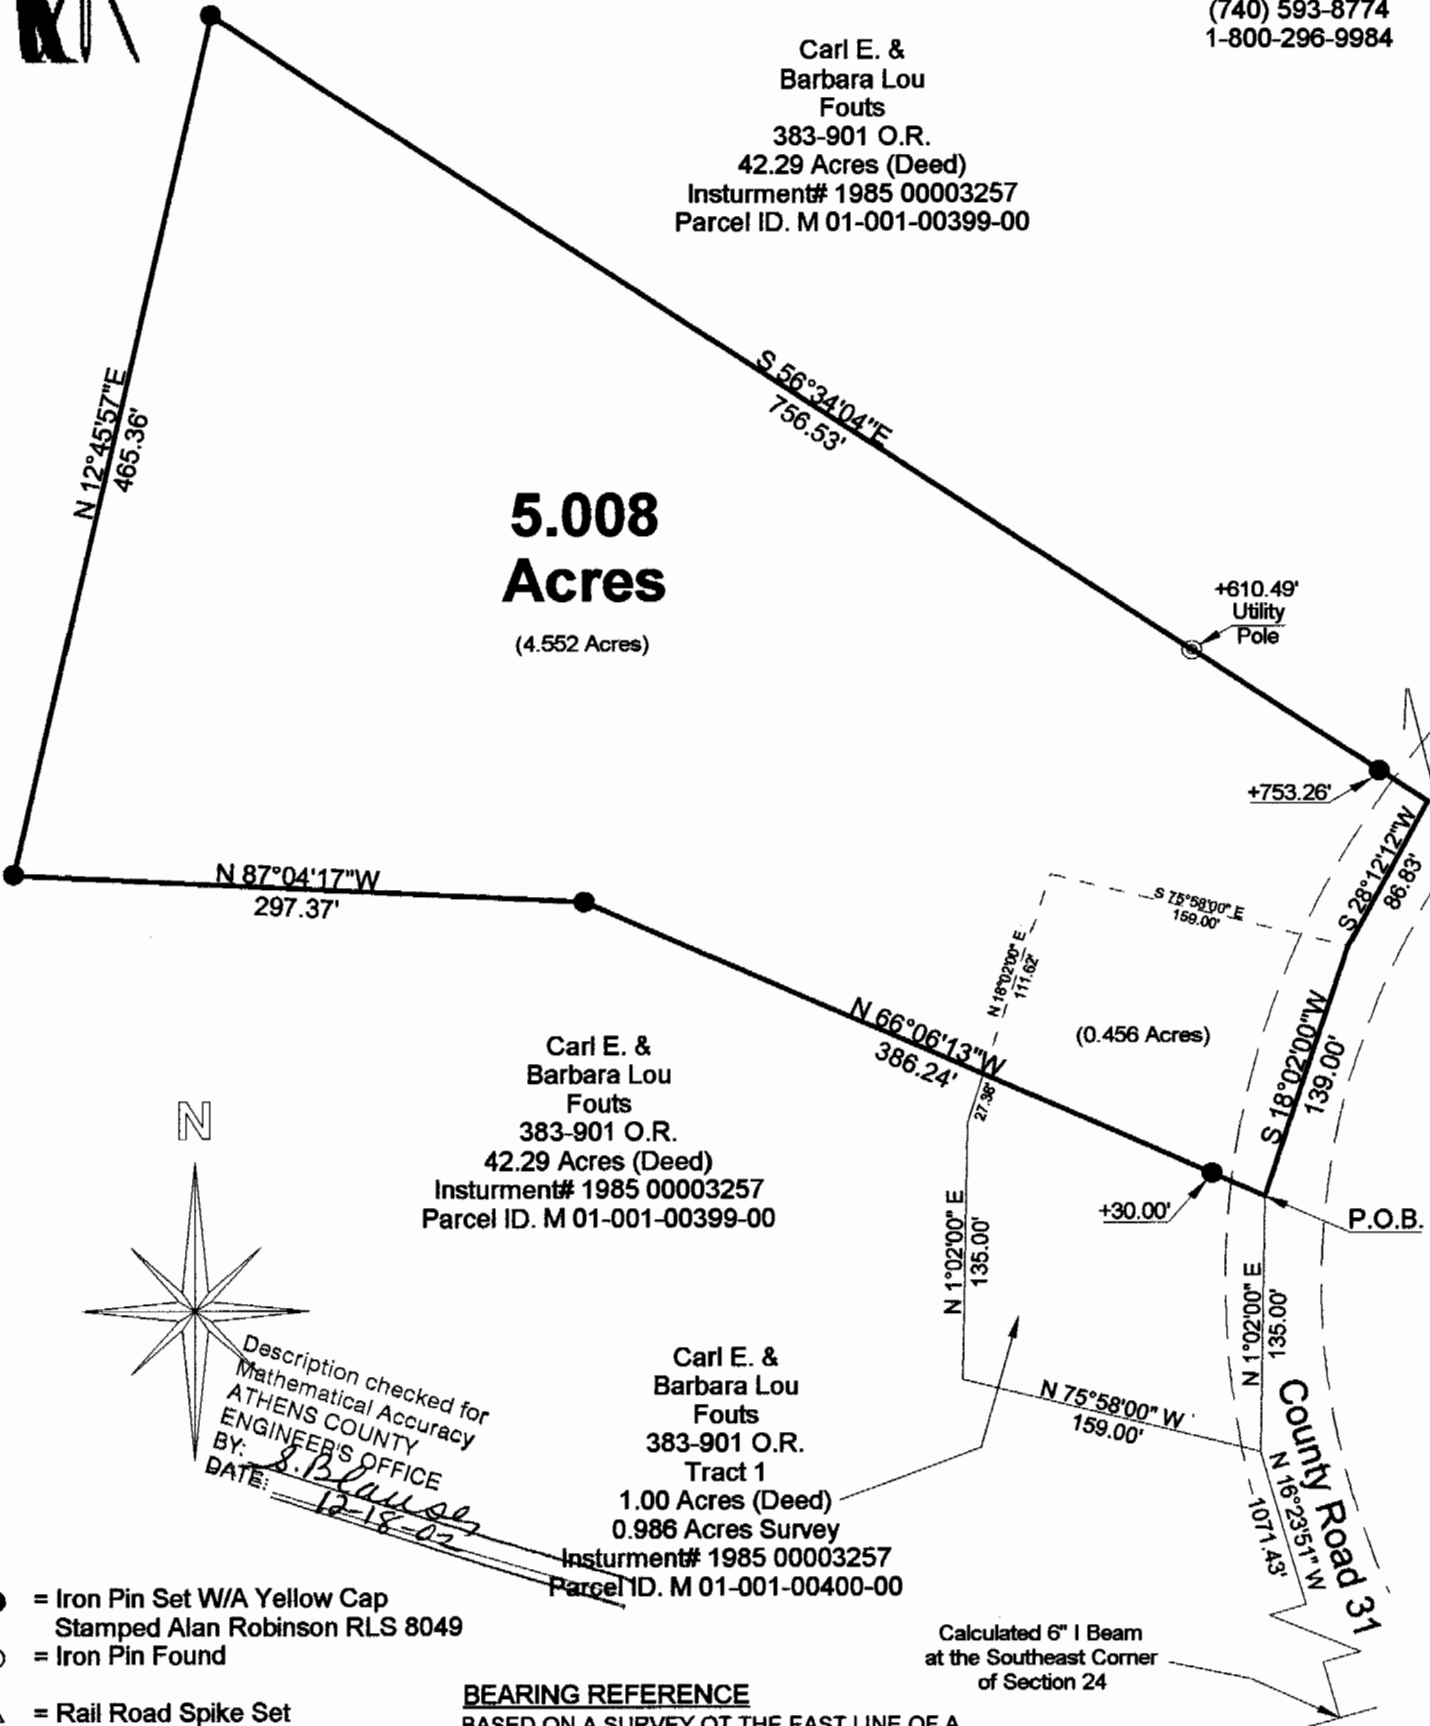 (740) 593-8774
1-800-296-9984
Carl E. &
Barbara Lou
Fouts
383-901 O.R.
42.29 Acres (Deed)
Insturment# 1985 00003257
Parcel ID. M 01-001-00399-00
N 12°45'57"E
465.36'
S 56°34'04"E
756.53'
5.008
Acres
(4.552 Acres)
+610.49'
Utility
Pole
+753.26'
S 28°12'12"W
86.83'
N 87°04'17"W
297.37'
S 75°58'00" E
159.00'
N 18°02'00" E
111.62'
(0.456 Acres)
N 66°06'13"W
386.24'
27.38'
S 18°02'00"W
139.00'
+30.00'
P.O.B.
Carl E. &
Barbara Lou
Fouts
383-901 O.R.
42.29 Acres (Deed)
Insturment# 1985 00003257
Parcel ID. M 01-001-00399-00
N
N 1°02'00" E
135.00'
N 1°02'00" E
135.00'
N 75°58'00" W
159.00'
County Road 31
N 16°23'51" W
1071.43'
Description checked for
Mathematical Accuracy
ATHENS COUNTY
ENGINEER'S OFFICE
BY: S. Blauser
DATE: 12-18-02
Carl E. &
Barbara Lou
Fouts
383-901 O.R.
Tract 1
1.00 Acres (Deed)
0.986 Acres Survey
Insturment# 1985 00003257
Parcel ID. M 01-001-00400-00
= Iron Pin Set W/A Yellow Cap
Stamped Alan Robinson RLS 8049
= Iron Pin Found
= Rail Road Spike Set
Calculated 6" I Beam
at the Southeast Corner
of Section 24
BEARING REFERENCE
BASED ON A SURVEY OT THE EAST LINE OF A